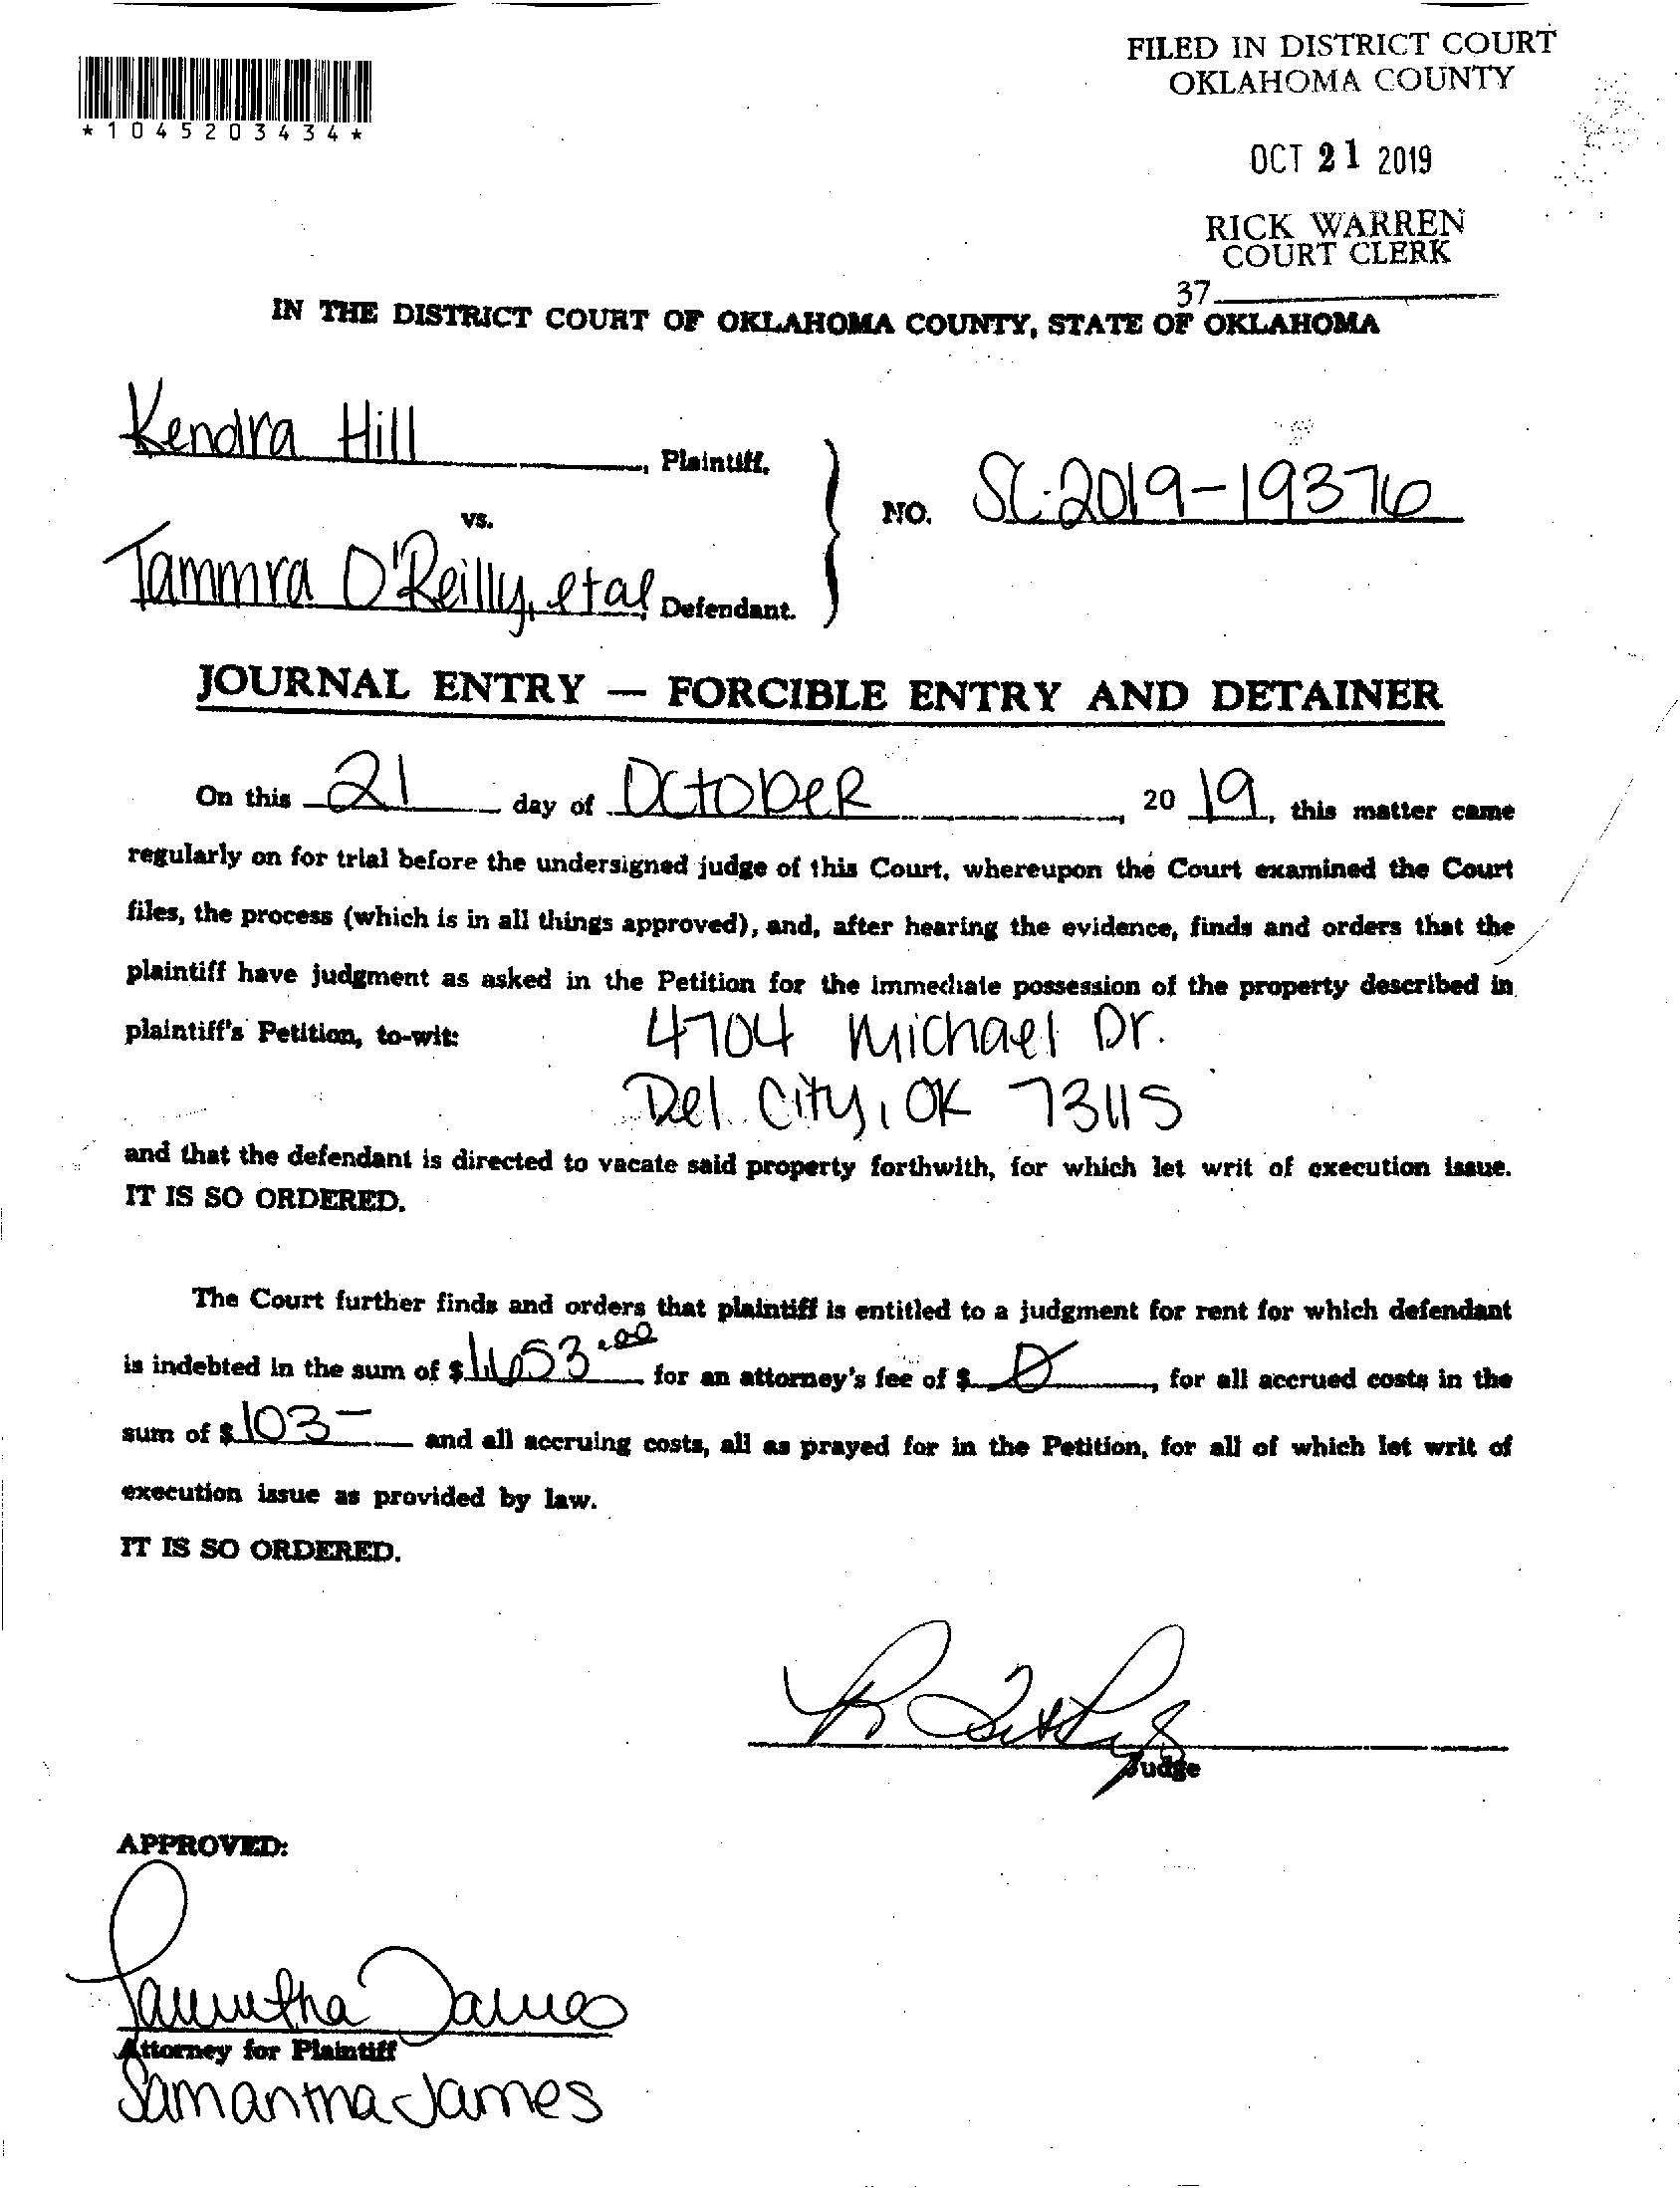 FILED IN DISTRICT COURT
OKLAHOMA COUNTY
*1045203434*
OCT 21 2019
RICK WARREN
COURT CLERK
37
IN THE DISTRICT COURT OF OKLAHOMA COUNTY, STATE OF OKLAHOMA
Kendra Hill, Plaintiff,
vs.
NO. SC-2019-19376
Tammra O'Reilly, et al, Defendant.
JOURNAL ENTRY — FORCIBLE ENTRY AND DETAINER
On this 21 day of OctobeR, 20 19, this matter came
regularly on for trial before the undersigned judge of this Court, whereupon the Court examined the Court
files, the process (which is in all things approved), and, after hearing the evidence, finds and orders that the
plaintiff have judgment as asked in the Petition for the immediate possession of the property described in
plaintiff's Petition, to-wit: 4704 Michael Dr.
Del City, OK 73115
and that the defendant is directed to vacate said property forthwith, for which let writ of execution issue.
IT IS SO ORDERED.
The Court further finds and orders that plaintiff is entitled to a judgment for rent for which defendant
is indebted in the sum of $ for an attorney's fee of $ 0, for all accrued costs in the
sum of $ 103— and all accruing costs, all as prayed for in the Petition, for all of which let writ of
execution issue as provided by law.
IT IS SO ORDERED.
Judge
APPROVED:
Samantha James
Attorney for Plaintiff
Samantha James